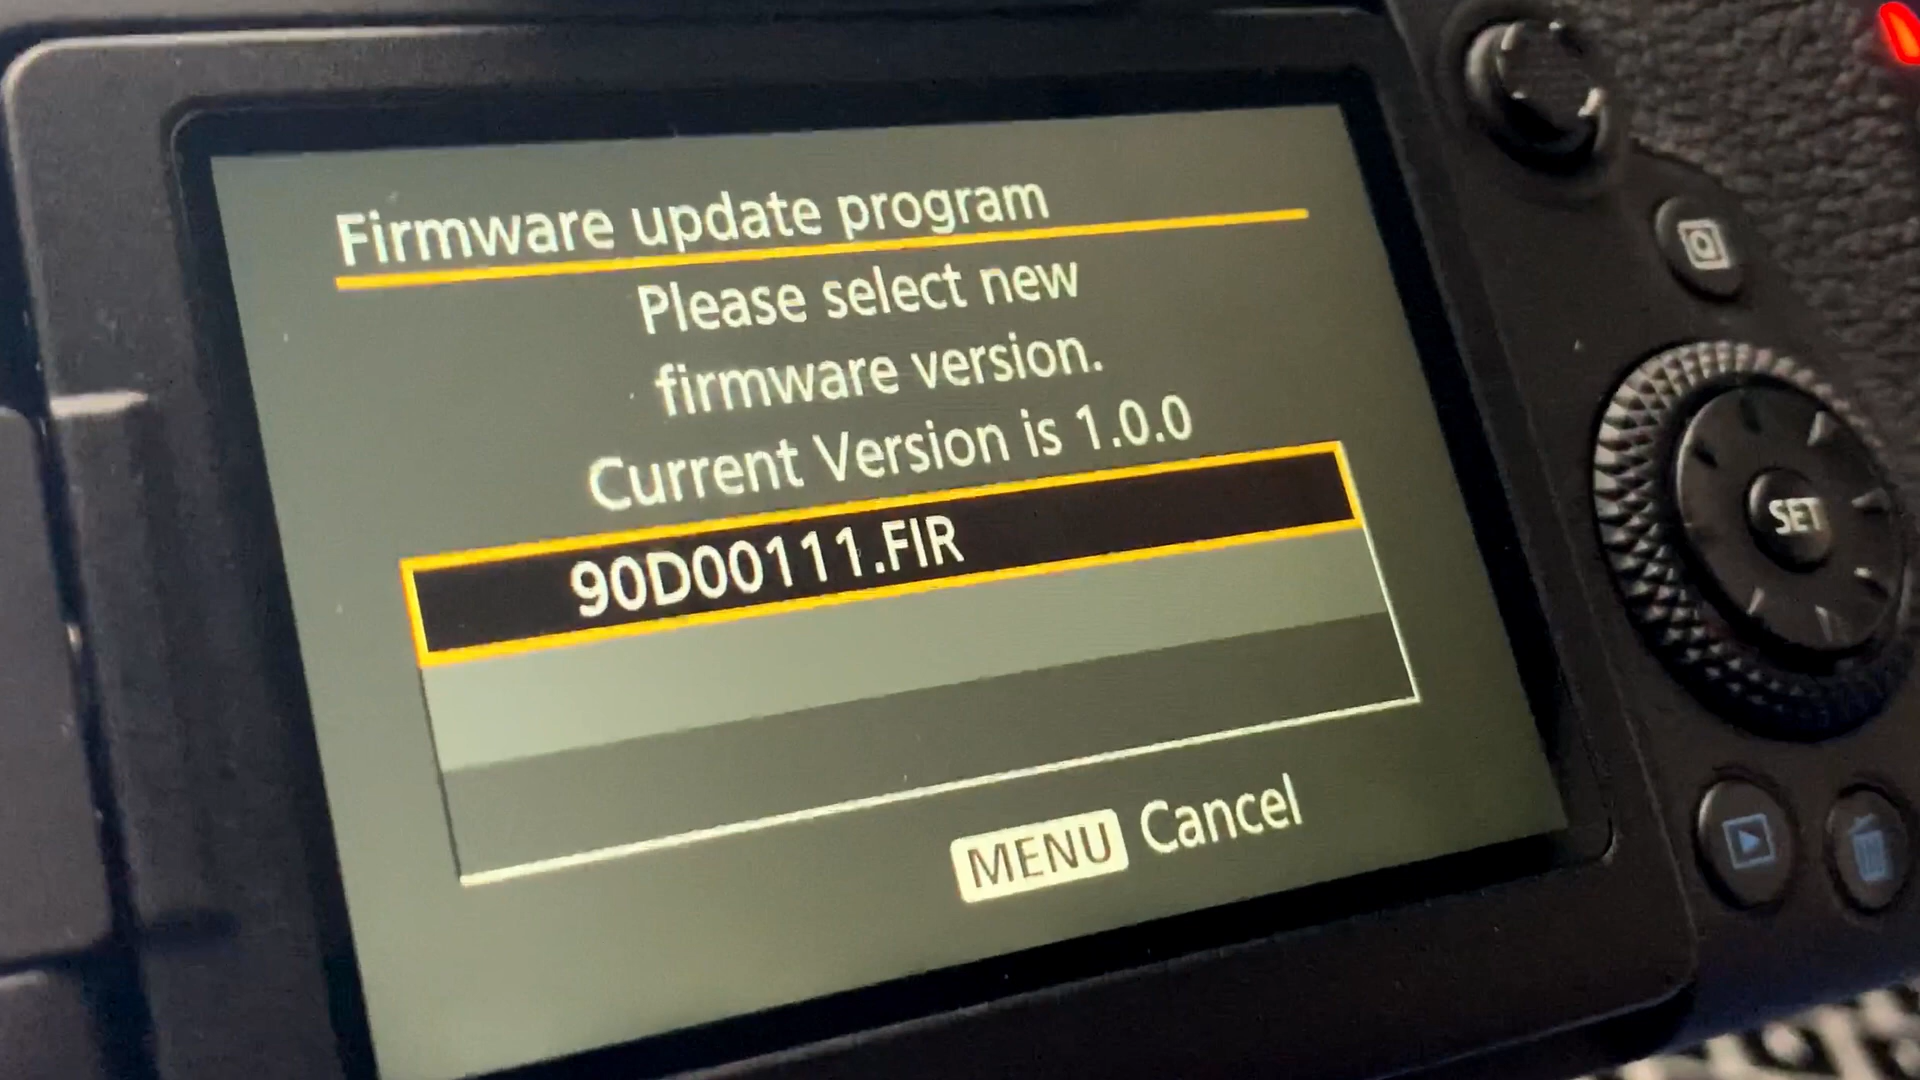 Firmware update program
Please select new
firmware version.
Current Version is 1.0.0
90D00111.FIR
MENU Cancel
Q
SET